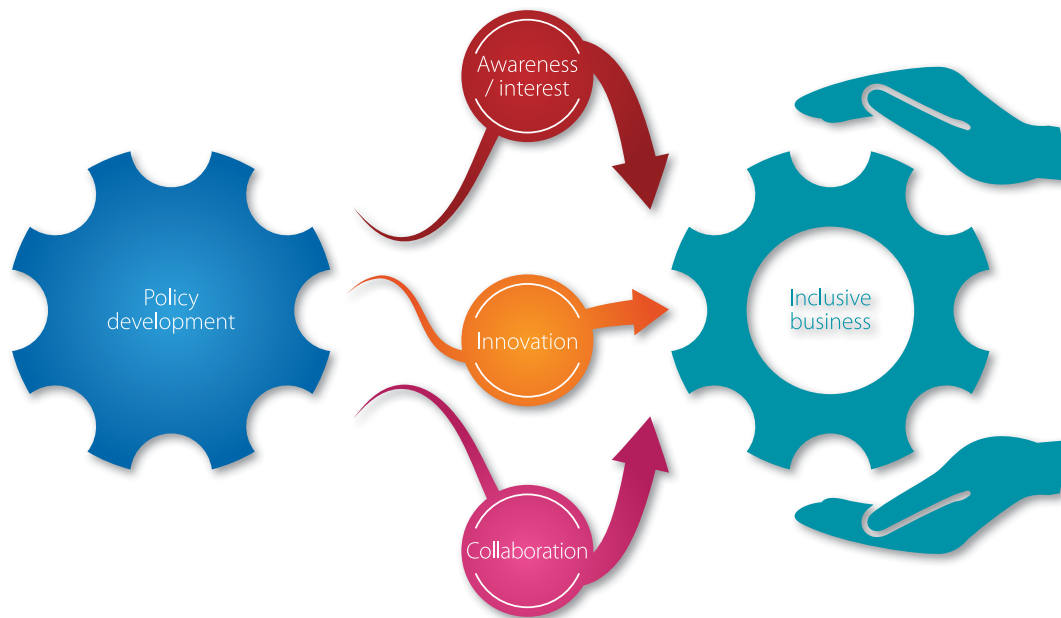 Awareness
/ interest
Policy
development
Innovation
Inclusive
business
Collaboration